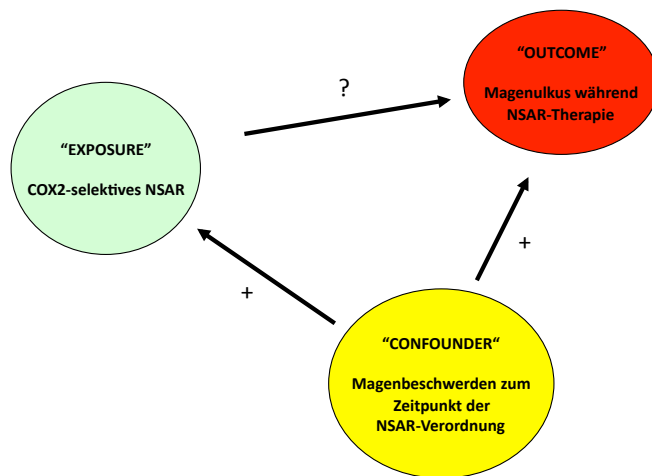 "OUTCOME"
Magenulkus während
NSAR-Therapie
?
"EXPOSURE"
COX2-selektives NSAR
+
+
"CONFOUNDER"
Magenbeschwerden zum
Zeitpunkt der
NSAR-Verordnung